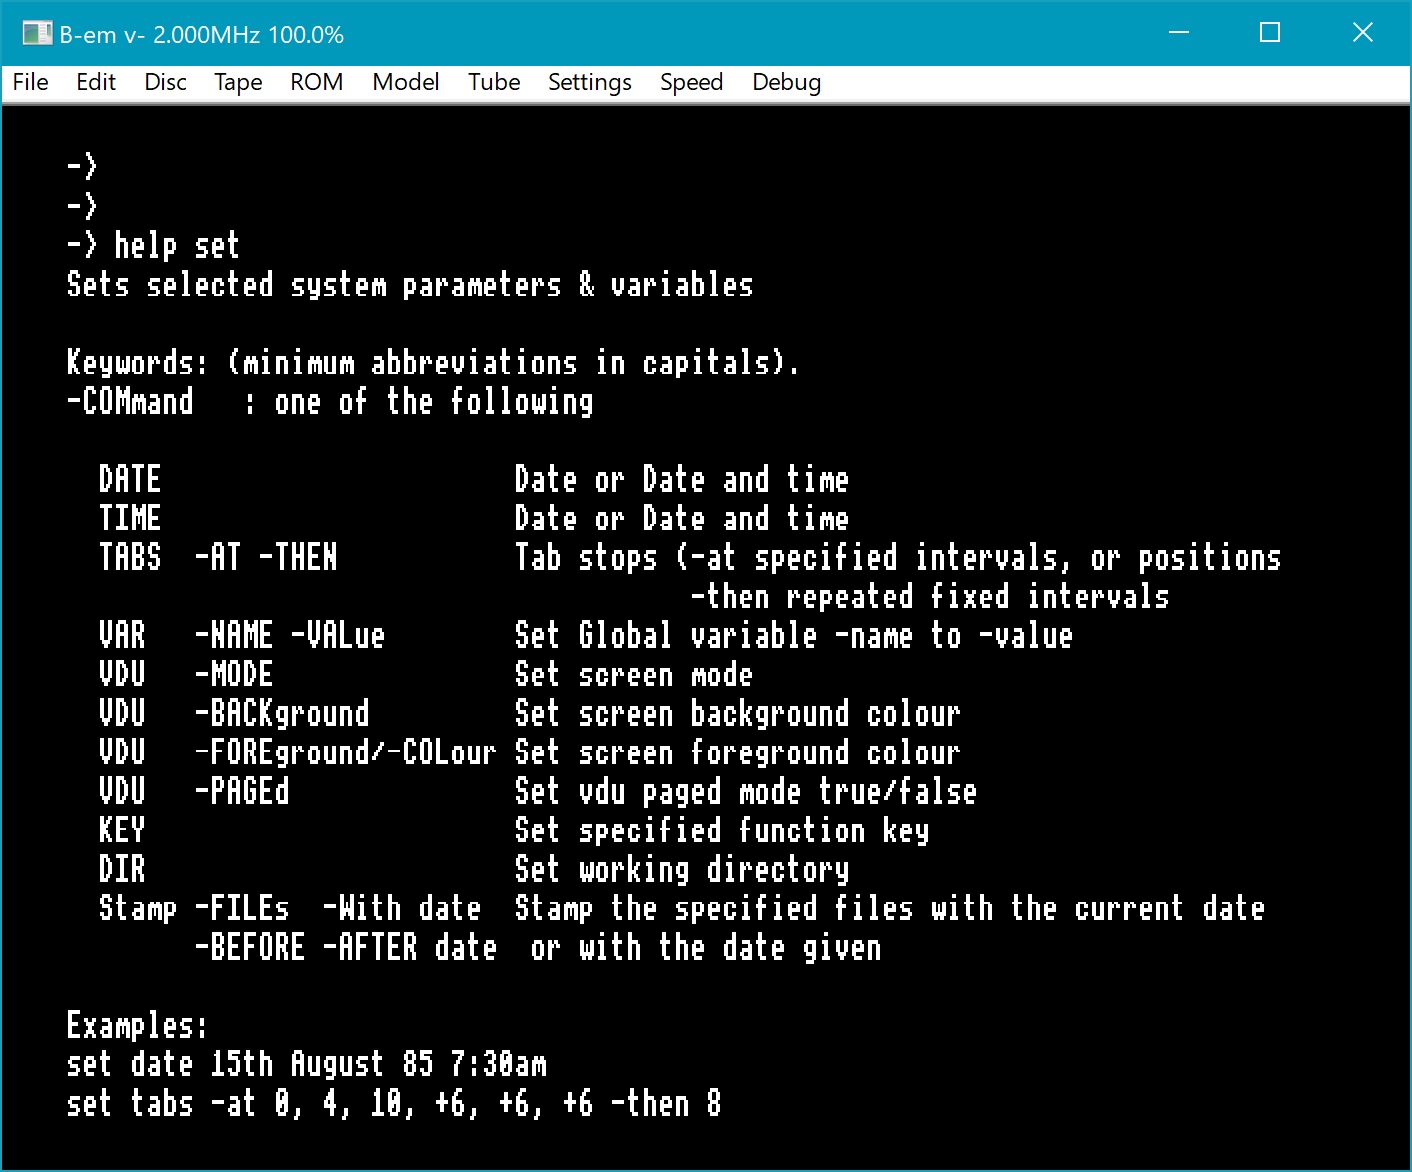 B-em v- 2.000MHz 100.0%
File Edit Disc Tape ROM Model Tube Settings Speed Debug
->
->
-> help set
Sets selected system parameters & variables
Keywords: (minimum abbreviations in capitals).
-COMmand : one of the following
DATE Date or Date and time
TIME Date or Date and time
TABS -AT -THEN Tab stops (-at specified intervals, or positions
-then repeated fixed intervals
VAR -NAME -VALue Set Global variable -name to -value
VDU -MODE Set screen mode
VDU -BACKground Set screen background colour
VDU -FOREground/-COLour Set screen foreground colour
VDU -PAGEd Set vdu paged mode true/false
KEY Set specified function key
DIR Set working directory
Stamp -FILEs -With date Stamp the specified files with the current date
-BEFORE -AFTER date or with the date given
Examples:
set date 15th August 85 7:30am
set tabs -at 0, 4, 10, +6, +6, +6 -then 8